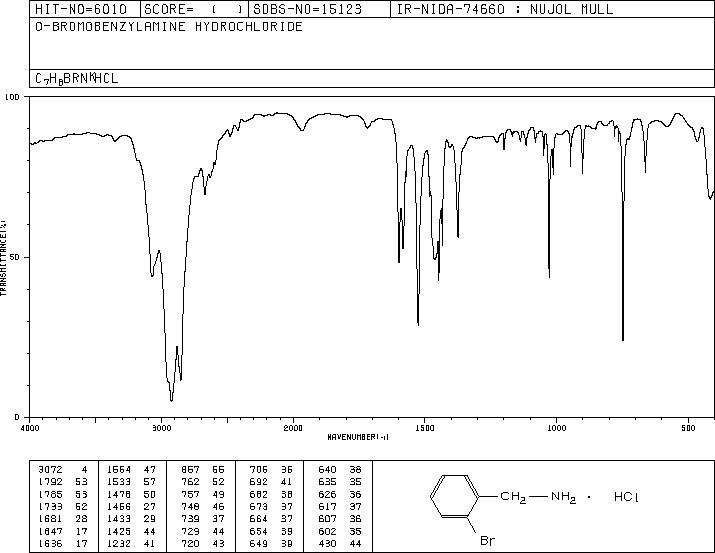 HIT-NO=6010 SCORE= ( ) SDBS-NO=15123 IR-NIDA-74660 : NUJOL MULL
O-BROMOBENZYLAMINE HYDROCHLORIDE
C7H8BRN*HCL
100
50
0
TRANSMITTANCE(%)
4000 3000 2000 1500 1000 500
WAVENUMBER(-1)
3072 4 1564 47 867 66 706 36 640 38
1792 53 1533 57 762 52 692 41 635 35
1785 53 1478 50 757 49 682 38 626 36
1733 62 1466 27 748 46 673 37 617 37
1681 28 1433 29 739 37 664 37 607 36
1647 17 1425 44 729 44 654 39 602 35
1636 17 1232 41 720 43 649 39 430 44
CH2 NH2 · HCl
Br